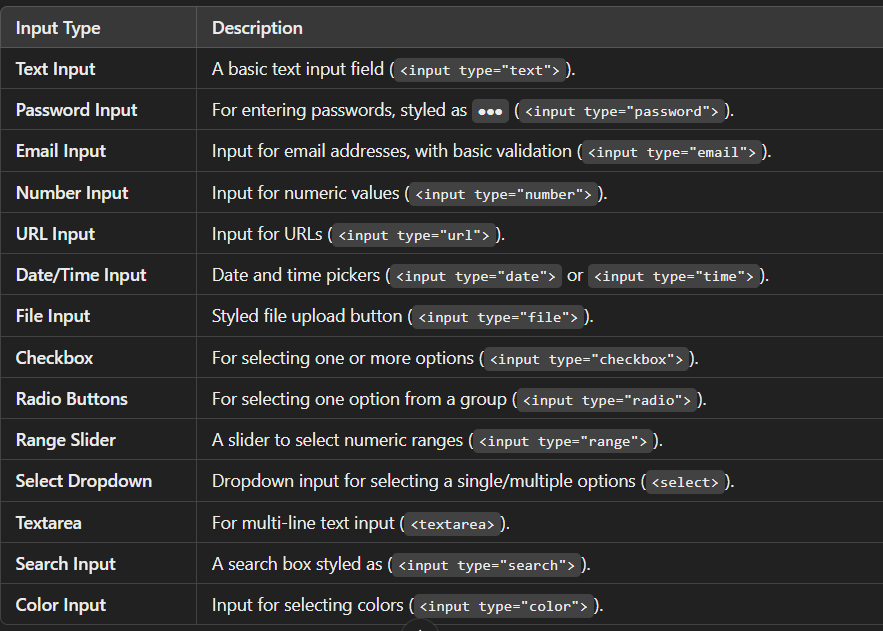 Input Type Description
Text Input A basic text input field (<input type="text">).
Password Input For entering passwords, styled as ●●● (<input type="password">).
Email Input Input for email addresses, with basic validation (<input type="email">).
Number Input Input for numeric values (<input type="number">).
URL Input Input for URLs (<input type="url">).
Date/Time Input Date and time pickers (<input type="date"> or <input type="time">).
File Input Styled file upload button (<input type="file">).
Checkbox For selecting one or more options (<input type="checkbox">).
Radio Buttons For selecting one option from a group (<input type="radio">).
Range Slider A slider to select numeric ranges (<input type="range">).
Select Dropdown Dropdown input for selecting a single/multiple options (<select>).
Textarea For multi-line text input (<textarea>).
Search Input A search box styled as (<input type="search">).
Color Input Input for selecting colors (<input type="color">).